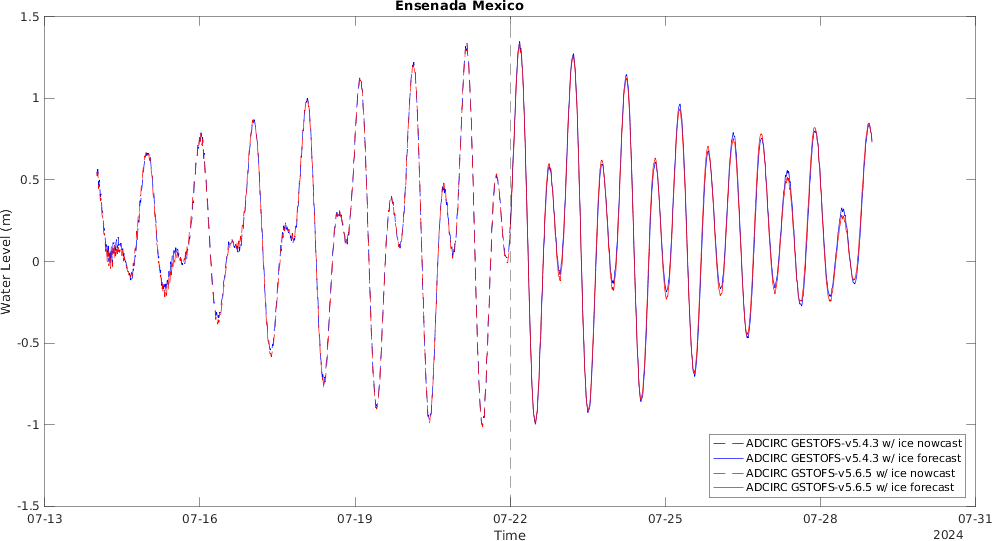 Ensenada Mexico
1.5
1
0.5
0
-0.5
-1
-1.5
Water Level (m)
07-13 07-16 07-19 07-22 07-25 07-28 07-31
Time
2024
ADCIRC GESTOFS-v5.4.3 w/ ice nowcast
ADCIRC GESTOFS-v5.4.3 w/ ice forecast
ADCIRC GSTOFS-v5.6.5 w/ ice nowcast
ADCIRC GSTOFS-v5.6.5 w/ ice forecast